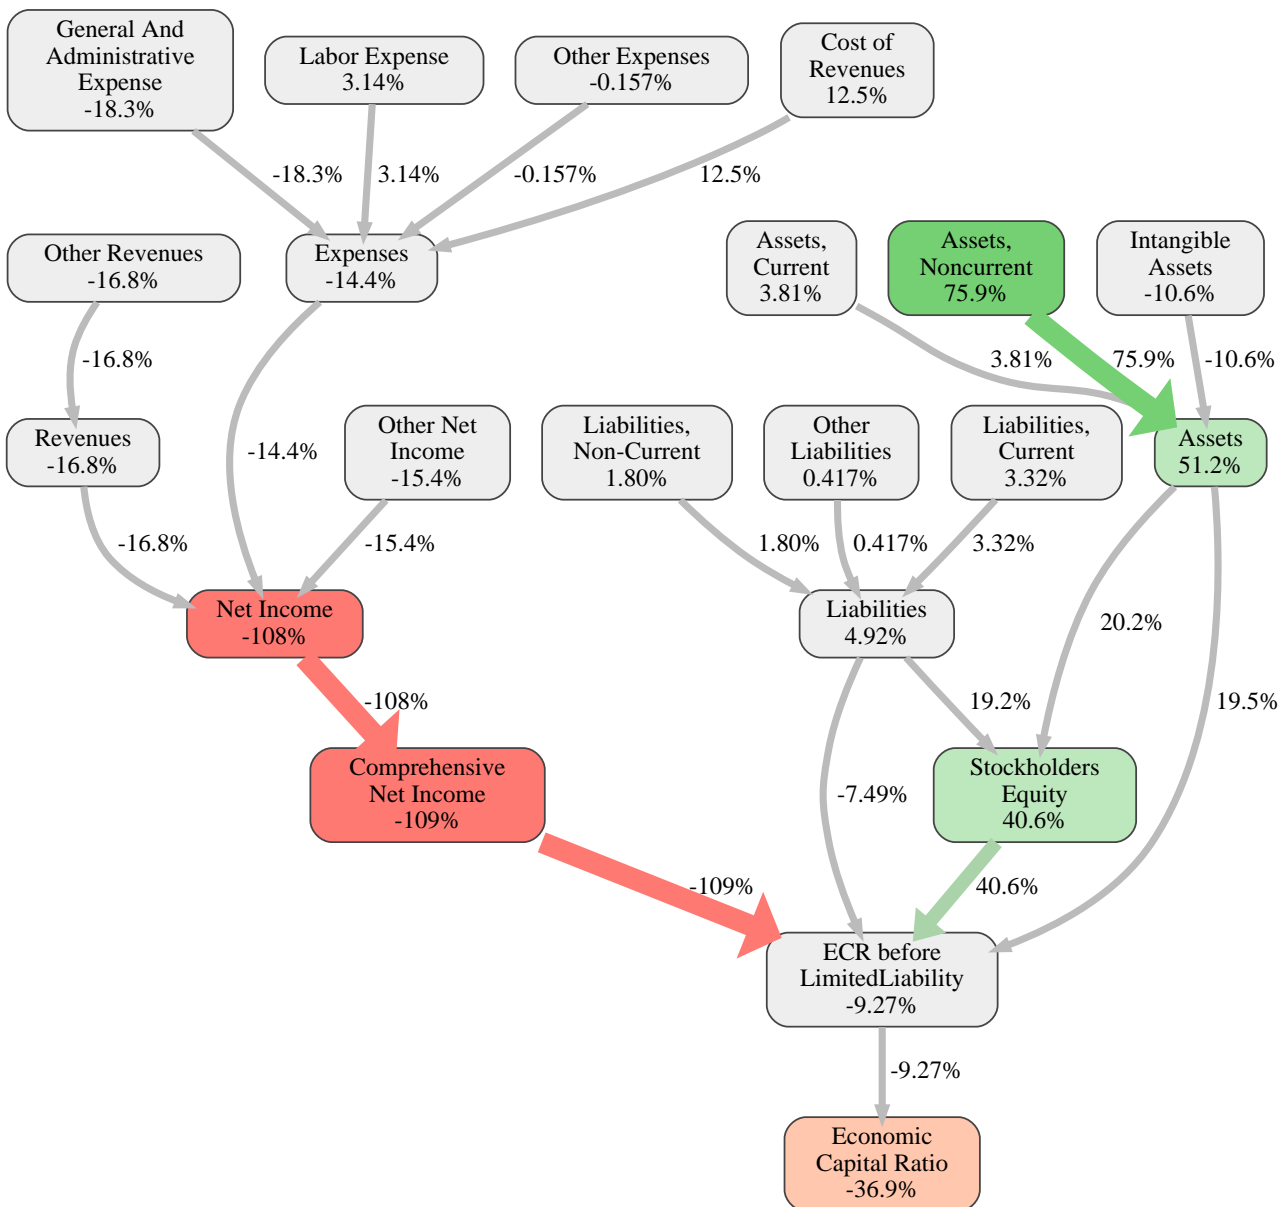 General And
Administrative
Expense
-18.3%
Labor Expense
3.14%
Other Expenses
-0.157%
Cost of
Revenues
12.5%
-18.3%
3.14%
-0.157%
12.5%
Other Revenues
-16.8%
Expenses
-14.4%
Assets,
Current
3.81%
Assets,
Noncurrent
75.9%
Intangible
Assets
-10.6%
-16.8%
3.81%
75.9%
-10.6%
Revenues
-16.8%
-14.4%
Other Net
Income
-15.4%
Liabilities,
Non-Current
1.80%
Other
Liabilities
0.417%
Liabilities,
Current
3.32%
Assets
51.2%
-16.8%
-15.4%
1.80%
0.417%
3.32%
Net Income
-108%
Liabilities
4.92%
20.2%
-108%
19.2%
19.5%
Comprehensive
Net Income
-109%
-7.49%
Stockholders
Equity
40.6%
-109%
40.6%
ECR before
LimitedLiability
-9.27%
-9.27%
Economic
Capital Ratio
-36.9%